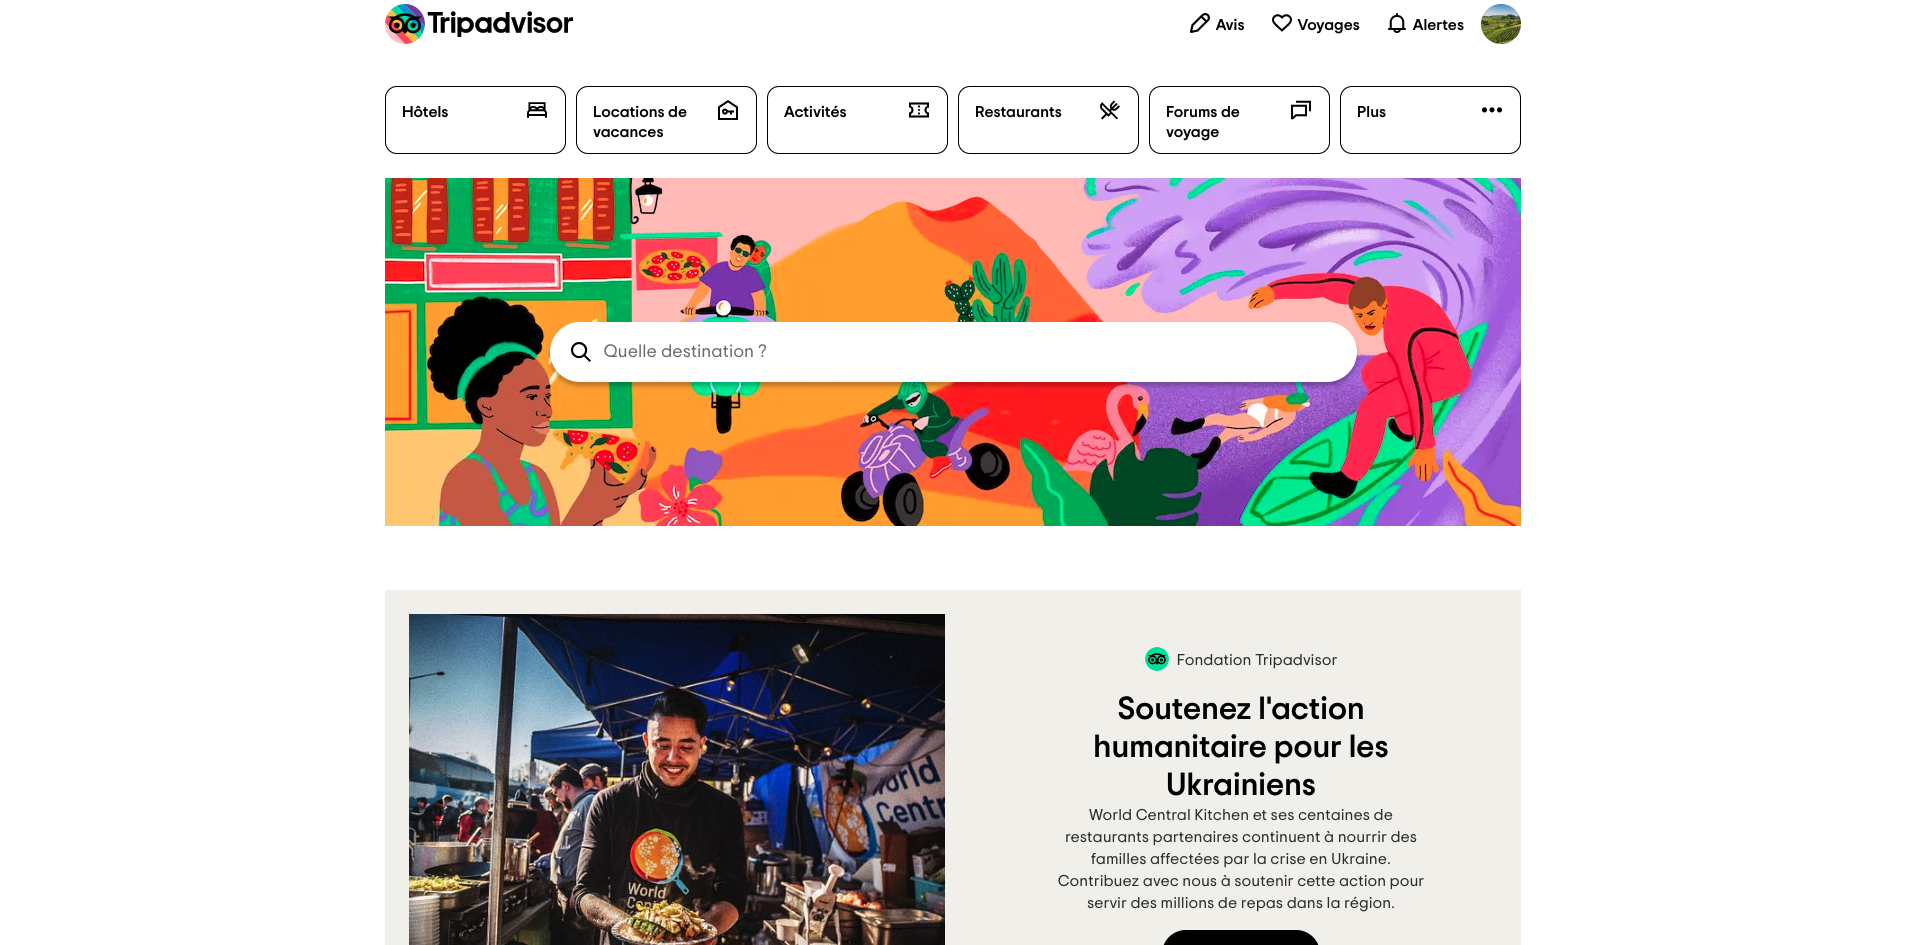 Tripadvisor
Avis
Voyages
Alertes
Hôtels
Locations de
vacances
Activités
Restaurants
Forums de
voyage
Plus
Quelle destination ?
Fondation Tripadvisor
Soutenez l'action
humanitaire pour les
Ukrainiens
World Central Kitchen et ses centaines de
restaurants partenaires continuent à nourrir des
familles affectées par la crise en Ukraine.
Contribuez avec nous à soutenir cette action pour
servir des millions de repas dans la région.
World
Centr
World